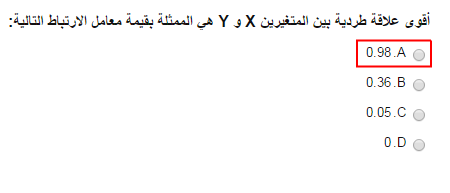 أقوى علاقة طردية بين المتغيرين X و Y هي الممثلة بقيمة معامل الارتباط التالية:
0.98 .A
0.36 .B
0.05 .C
0 .D